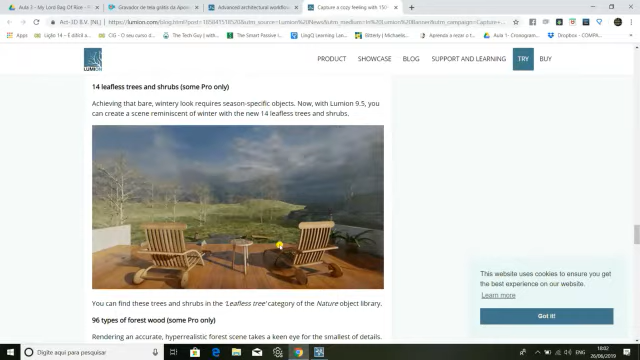 Aula 3 - My Lord Bag Of Rice - P
Gravador de tela grátis da Apow
Advanced architectural workflow
Capture a cozy feeling with 150
Act-3D B.V. [NL]
https://lumion.com/blog.html?
Apps
Ligão 14 – É difícil a
CIG – O seu curso d
The Tech Guy
The Smart Passive
LingQ Learning Lan
Bitterly | Michaelis
Aprenda a rezar a t
Aula 1- Cronogram
Dropbox - COMPA
LUMION
PRODUCT
SHOWCASE
BLOG
SUPPORT AND LEARNING
TRY
BUY
14 leafless trees and shrubs (some Pro only)
Achieving that bare, wintery look requires season-specific objects. Now, with Lumion 9.5, you
can create a scene reminiscent of winter with the new 14 leafless trees and shrubs.
You can find these trees and shrubs in the 'Leafless tree' category of the Nature object library.
96 types of forest wood (some Pro only)
Rendering an accurate, hyperrealistic forest scene takes a keen eye for the smallest of details.
This website uses cookies to ensure you
get the best experience on our website.
Learn more
Got it!
Digite aqui para pesquisar
ENG
18:02
26/06/2019